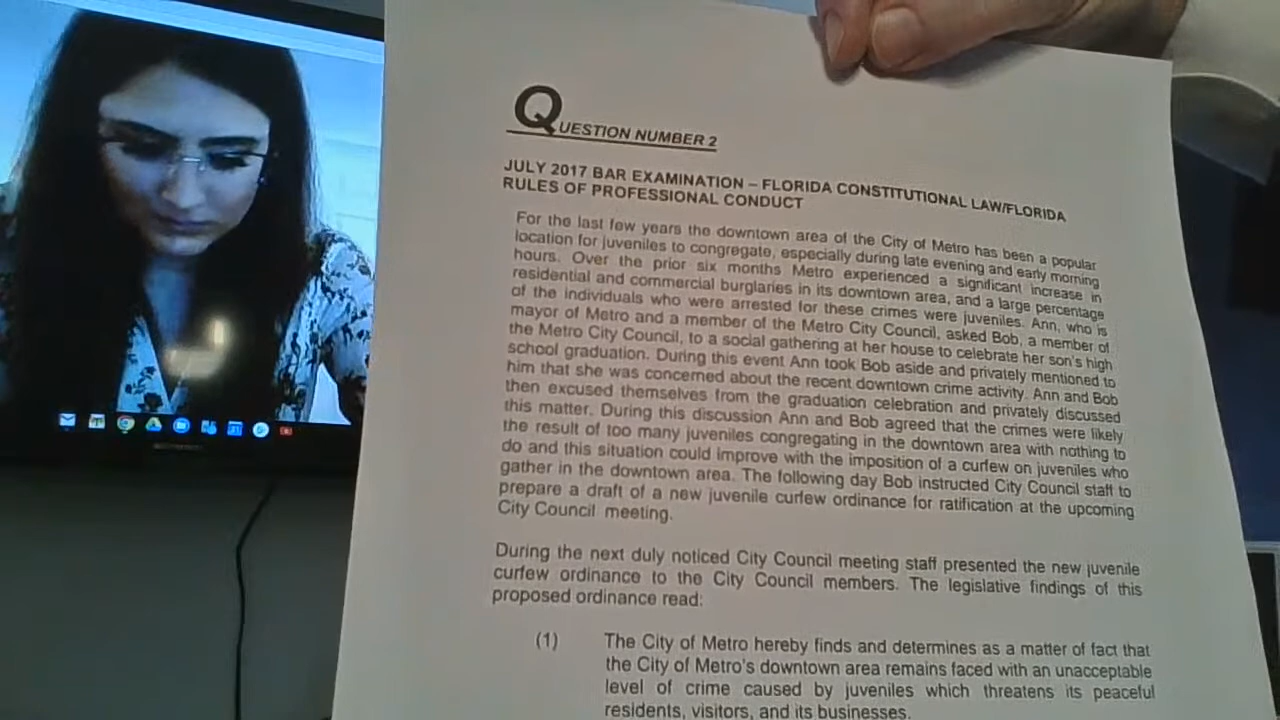 QUESTION NUMBER 2
JULY 2017 BAR EXAMINATION – FLORIDA CONSTITUTIONAL LAW/FLORIDA
RULES OF PROFESSIONAL CONDUCT
For the last few years the downtown area of the City of Metro has been a popular
location for juveniles to congregate, especially during late evening and early morning
hours. Over the prior six months Metro experienced a significant increase in
residential and commercial burglaries in its downtown area, and a large percentage
of the individuals who were arrested for these crimes were juveniles. Ann, who is
mayor of Metro and a member of the Metro City Council, asked Bob, a member of
the Metro City Council, to a social gathering at her house to celebrate her son's high
school graduation. During this event Ann took Bob aside and privately mentioned to
him that she was concerned about the recent downtown crime activity. Ann and Bob
then excused themselves from the graduation celebration and privately discussed
this matter. During this discussion Ann and Bob agreed that the crimes were likely
the result of too many juveniles congregating in the downtown area with nothing to
do and this situation could improve with the imposition of a curfew on juveniles who
gather in the downtown area. The following day Bob instructed City Council staff to
prepare a draft of a new juvenile curfew ordinance for ratification at the upcoming
City Council meeting.
During the next duly noticed City Council meeting staff presented the new juvenile
curfew ordinance to the City Council members. The legislative findings of this
proposed ordinance read:
(1) The City of Metro hereby finds and determines as a matter of fact that
the City of Metro's downtown area remains faced with an unacceptable
level of crime caused by juveniles which threatens its peaceful
residents, visitors, and its businesses.